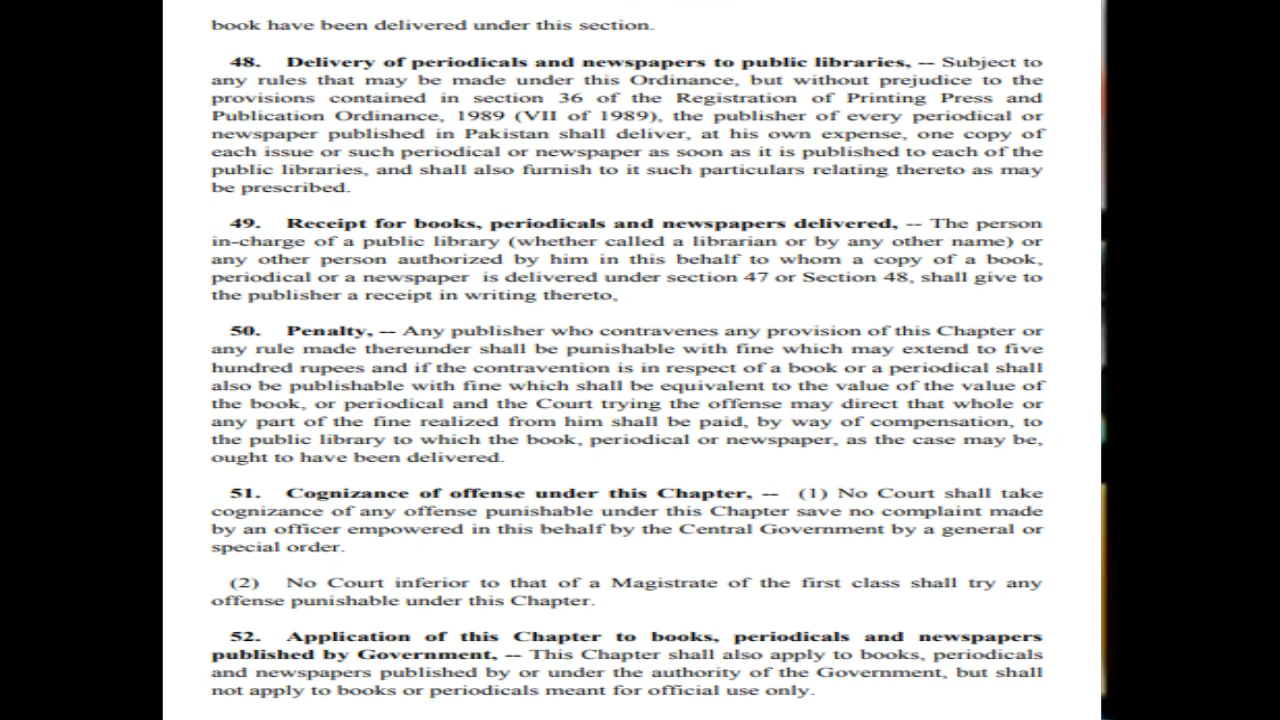 book have been delivered under this section.
48. Delivery of periodicals and newspapers to public libraries, -- Subject to
any rules that may be made under this Ordinance, but without prejudice to the
provisions contained in section 36 of the Registration of Printing Press and
Publication Ordinance, 1989 (VII of 1989), the publisher of every periodical or
newspaper published in Pakistan shall deliver, at his own expense, one copy of
each issue or such periodical or newspaper as soon as it is published to each of the
public libraries, and shall also furnish to it such particulars relating thereto as may
be prescribed.
49. Receipt for books, periodicals and newspapers delivered, -- The person
in-charge of a public library (whether called a librarian or by any other name) or
any other person authorized by him in this behalf to whom a copy of a book,
periodical or a newspaper is delivered under section 47 or Section 48, shall give to
the publisher a receipt in writing thereto,
50. Penalty, -- Any publisher who contravenes any provision of this Chapter or
any rule made thereunder shall be punishable with fine which may extend to five
hundred rupees and if the contravention is in respect of a book or a periodical shall
also be publishable with fine which shall be equivalent to the value of the value of
the book, or periodical and the Court trying the offense may direct that whole or
any part of the fine realized from him shall be paid, by way of compensation, to
the public library to which the book, periodical or newspaper, as the case may be,
ought to have been delivered.
51. Cognizance of offense under this Chapter, -- (1) No Court shall take
cognizance of any offense punishable under this Chapter save no complaint made
by an officer empowered in this behalf by the Central Government by a general or
special order.
(2) No Court inferior to that of a Magistrate of the first class shall try any
offense punishable under this Chapter.
52. Application of this Chapter to books, periodicals and newspapers
published by Government, -- This Chapter shall also apply to books, periodicals
and newspapers published by or under the authority of the Government, but shall
not apply to books or periodicals meant for official use only.